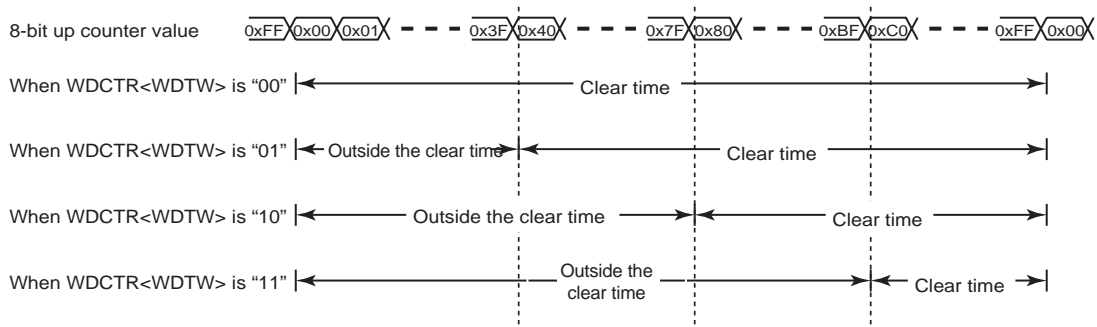 8-bit up counter value 0xFF 0x00 0x01 0x3F 0x40 0x7F 0x80 0xBF 0xC0 0xFF 0x00
When WDCTR<WDTW> is “00” Clear time
When WDCTR<WDTW> is “01” Outside the clear time Clear time
When WDCTR<WDTW> is “10” Outside the clear time Clear time
When WDCTR<WDTW> is “11” Outside the
clear time Clear time